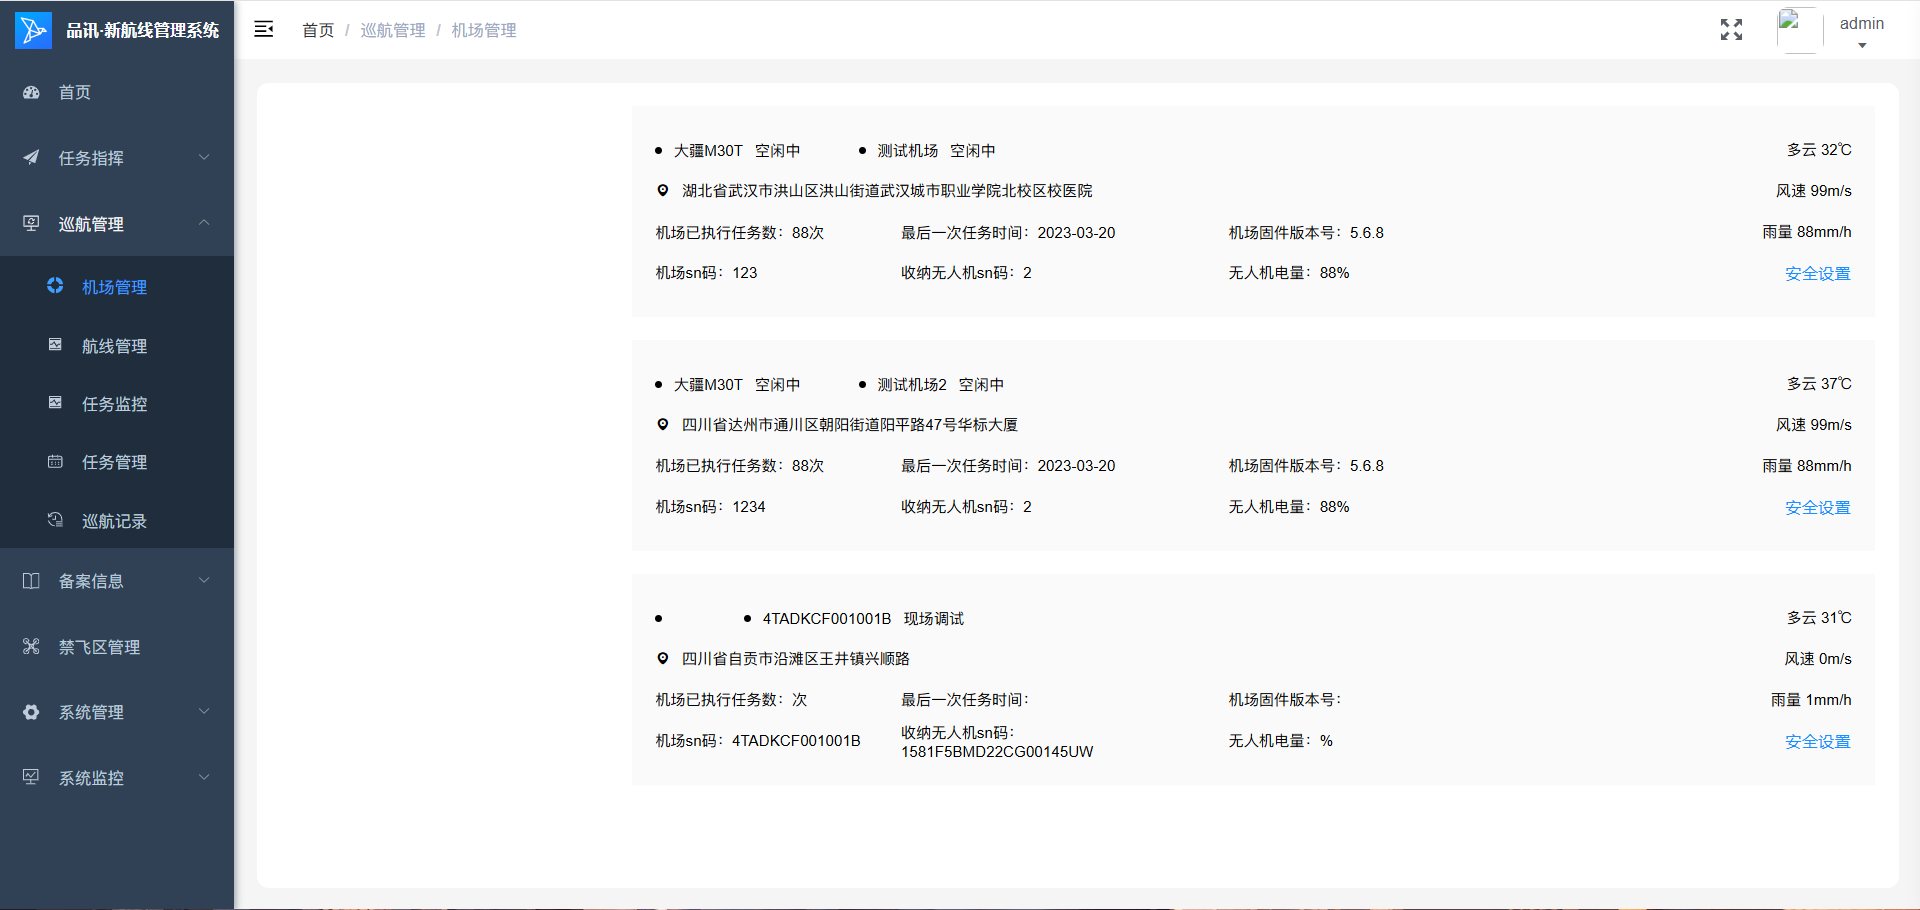 品讯·新航线管理系统
首页 / 巡航管理 / 机场管理
admin
首页
任务指挥
巡航管理
机场管理
航线管理
任务监控
任务管理
巡航记录
备案信息
禁飞区管理
系统管理
系统监控
大疆M30T 空闲中 测试机场 空闲中 多云 32℃
湖北省武汉市洪山区洪山街道武汉城市职业学院北校区校医院 风速 99m/s
机场已执行任务数：88次 最后一次任务时间：2023-03-20 机场固件版本号：5.6.8 雨量 88mm/h
机场sn码：123 收纳无人机sn码：2 无人机电量：88% 安全设置
大疆M30T 空闲中 测试机场2 空闲中 多云 37℃
四川省达州市通川区朝阳街道阳平路47号华标大厦 风速 99m/s
机场已执行任务数：88次 最后一次任务时间：2023-03-20 机场固件版本号：5.6.8 雨量 88mm/h
机场sn码：1234 收纳无人机sn码：2 无人机电量：88% 安全设置
4TADKCF001001B 现场调试 多云 31℃
四川省自贡市沿滩区王井镇兴顺路 风速 0m/s
机场已执行任务数：次 最后一次任务时间： 机场固件版本号： 雨量 1mm/h
机场sn码：4TADKCF001001B 收纳无人机sn码： 无人机电量：% 安全设置
1581F5BMD22CG00145UW